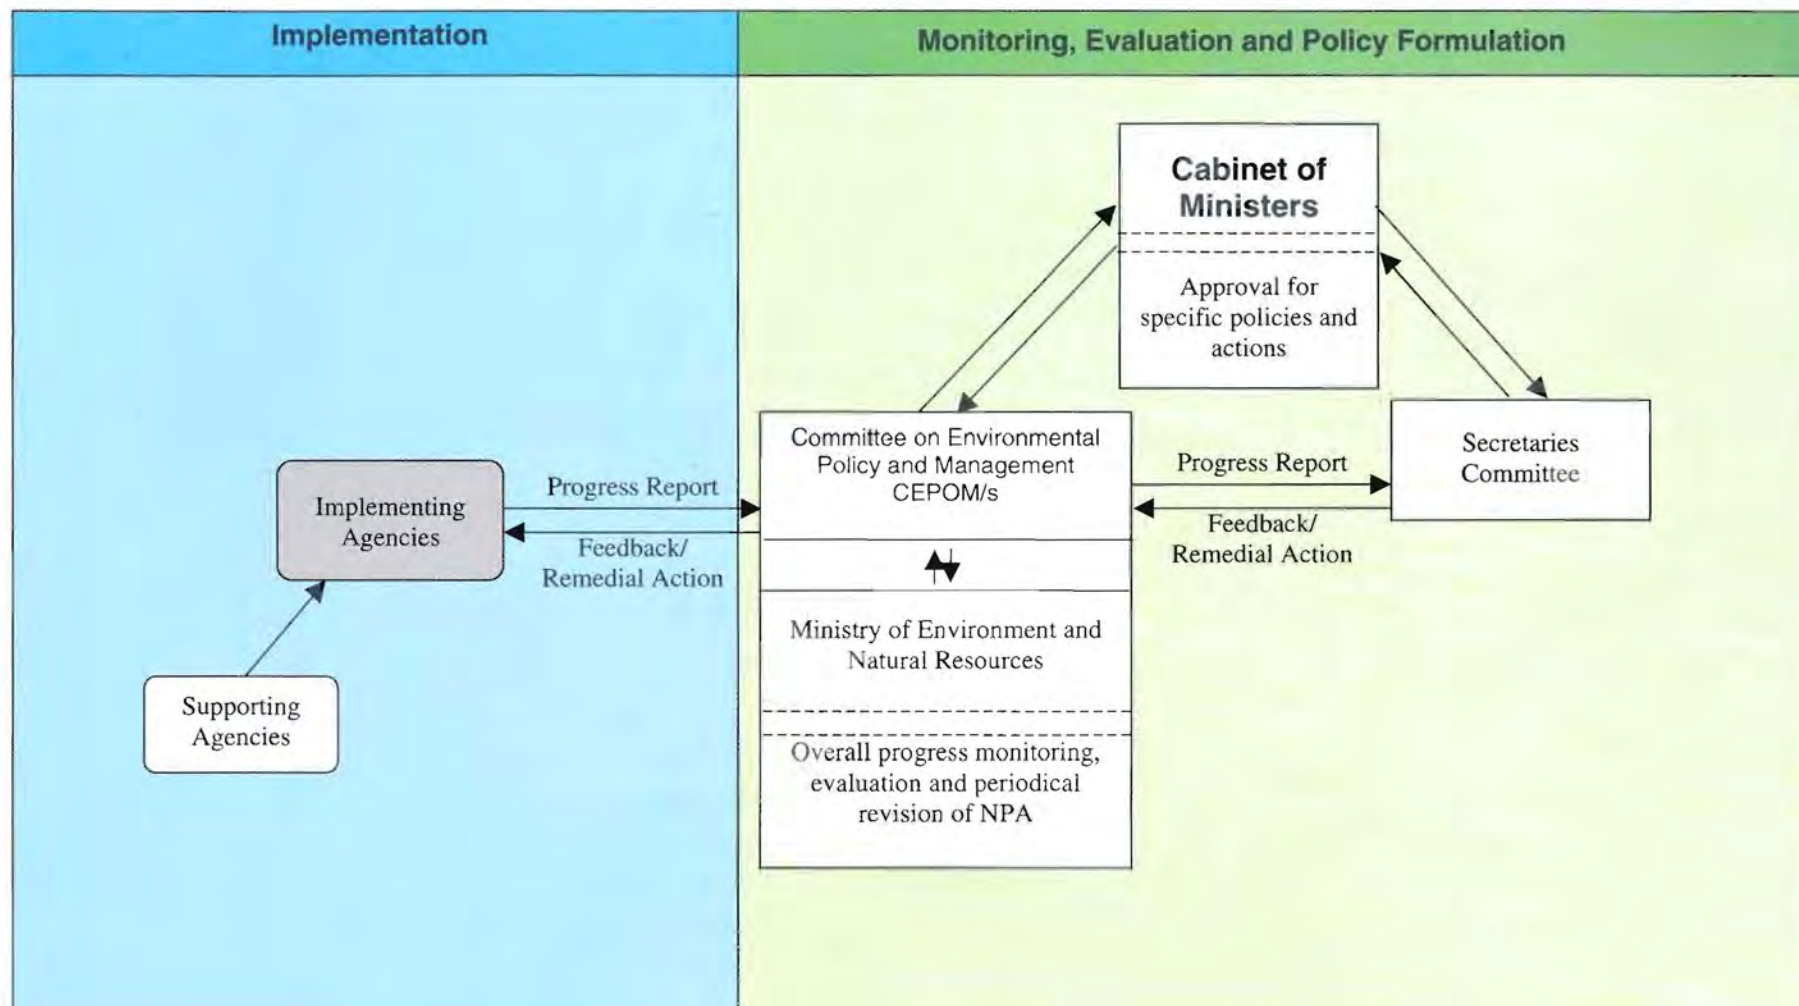 Implementation
Monitoring, Evaluation and Policy Formulation
Cabinet of
Ministers
Approval for
specific policies and
actions
Committee on Environmental
Policy and Management
CEPOM/s
Progress Report
Feedback/
Remedial Action
Secretaries
Committee
Implementing
Agencies
Progress Report
Feedback/
Remedial Action
Supporting
Agencies
Ministry of Environment and
Natural Resources
Overall progress monitoring,
evaluation and periodical
revision of NPA